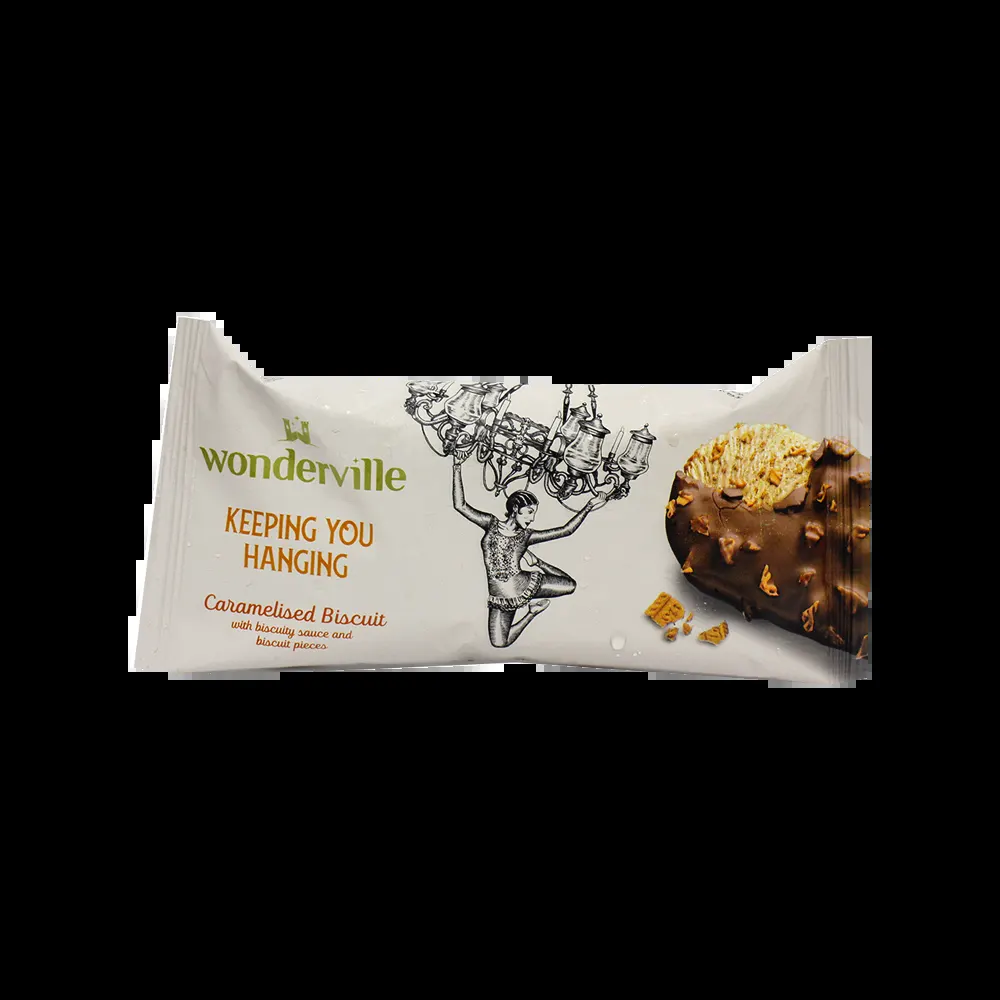 wonderville
KEEPING YOU
HANGING
Caramelised Biscuit
with biscuity sauce and
biscuit pieces